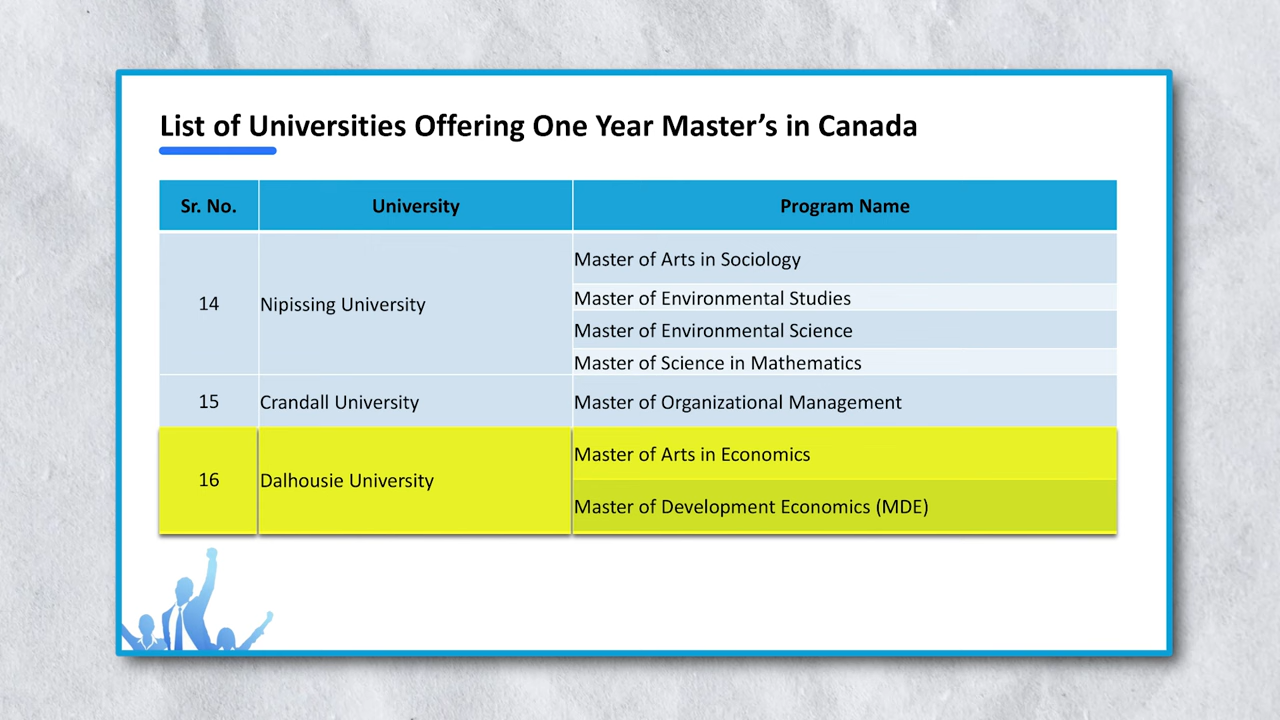 List of Universities Offering One Year Master's in Canada
Sr. No. University Program Name
14 Nipissing University Master of Arts in Sociology
Master of Environmental Studies
Master of Environmental Science
Master of Science in Mathematics
15 Crandall University Master of Organizational Management
16 Dalhousie University Master of Arts in Economics
Master of Development Economics (MDE)